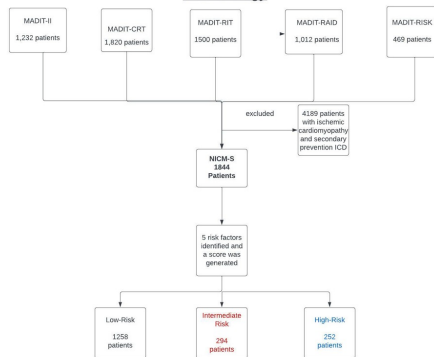 MADIT-II
1,232 patients
MADIT-CRT
1,820 patients
MADIT-RIT
1500 patients
MADIT-RAID
1,012 patients
MADIT-RISK
469 patients
excluded
4189 patients
with ischemic
cardiomyopathy
and secondary
prevention ICD
NICM-S
1844
Patients
5 risk factors
identified and
a score was
generated
Low-Risk
1258
patients
Intermediate
Risk
294
patients
High-Risk
252
patients